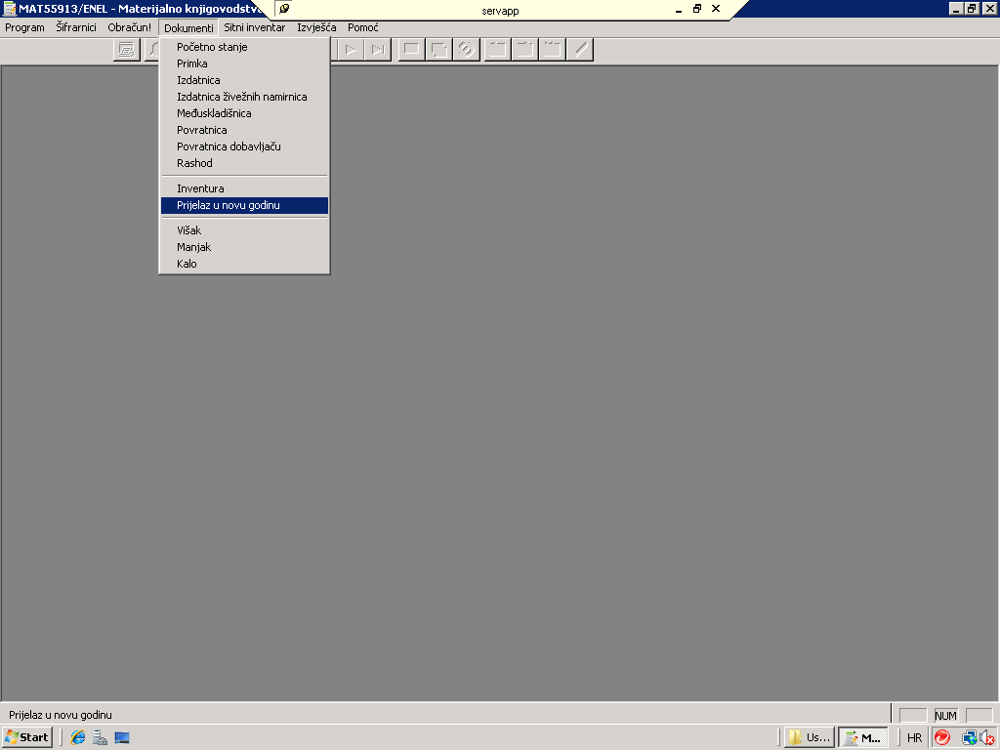 MAT55913/ENEL - Materijalno knjigovodstv
servapp
Program Šifrarnici Obračun! Dokumenti Sitni inventar Izvješća Pomoć
Početno stanje
Primka
Izdatnica
Izdatnica živežnih namirnica
Međuskladišnica
Povratnica
Povratnica dobavljaču
Rashod
Inventura
Prijelaz u novu godinu
Višak
Manjak
Kalo
Prijelaz u novu godinu
NUM
Start
Us...
M...
HR